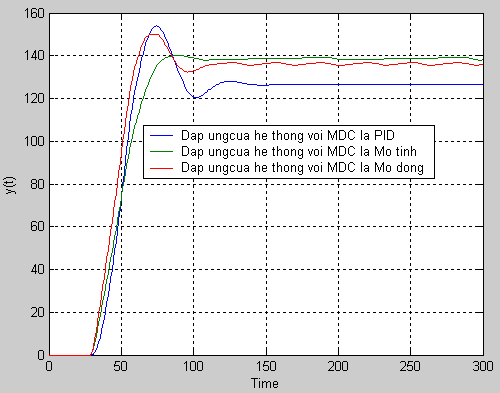 160
140
120
100
80
60
40
20
0
y(t)
Dap ungcua he thong voi MDC la PID
Dap ungcua he thong voi MDC la Mo tinh
Dap ungcua he thong voi MDC la Mo dong
0 50 100 150 200 250 300
Time